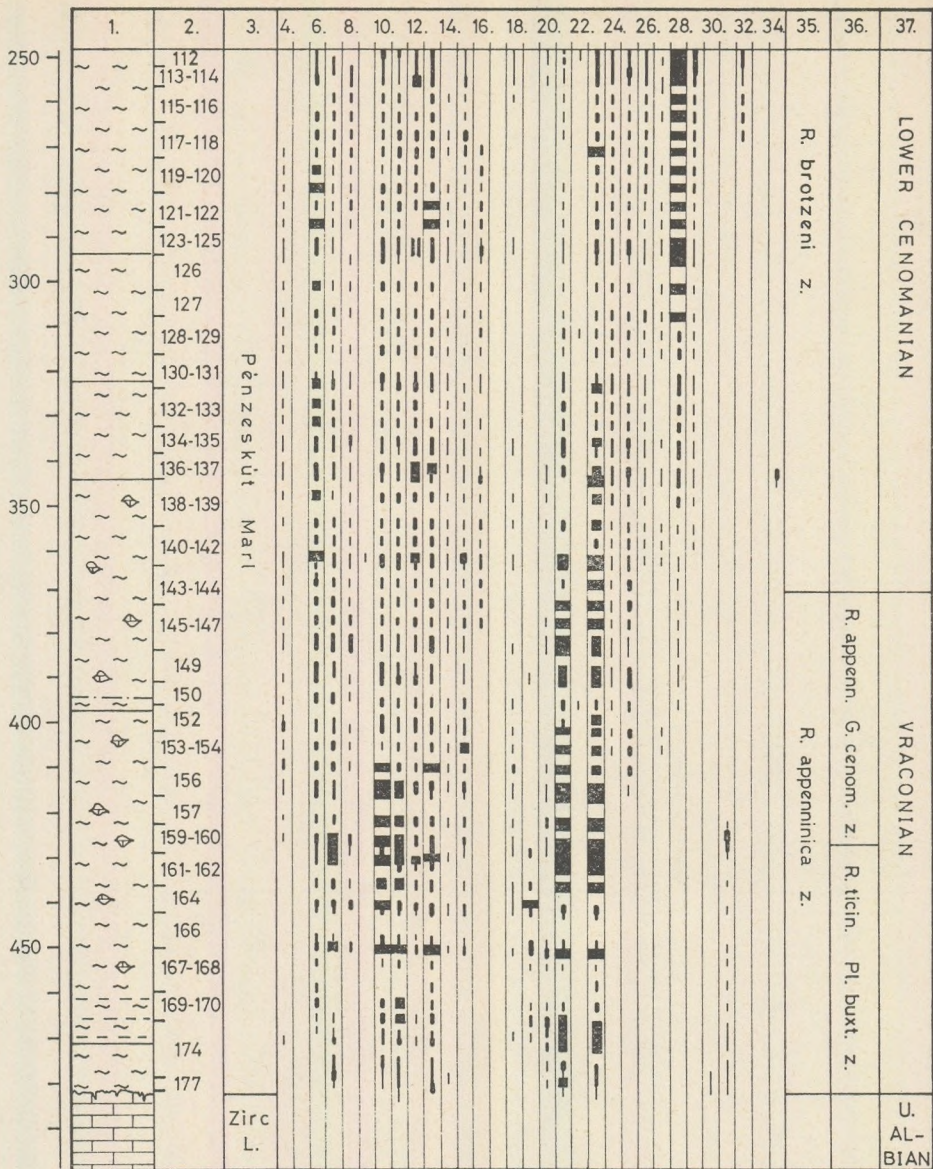 1. 2. 3. 4. 6. 8. 10. 12. 14. 16. 18. 20. 22. 24. 26. 28. 30. 32. 34. 35. 36. 37.
250
300
350
400
450
112
113-114
115-116
117-118
119-120
121-122
123-125
126
127
128-129
130-131
132-133
134-135
136-137
138-139
140-142
143-144
145-147
149
150
152
153-154
156
157
159-160
161-162
164
166
167-168
169-170
174
177
Pénzeskút Marl
Zirc
L.
R. brotzeni z.
R. appenninica z.
R. appenn. G. cenom. z.
R. ticin. Pl. buxt. z.
LOWER CENOMANIAN
VRACONIAN
U.
AL-
BIAN